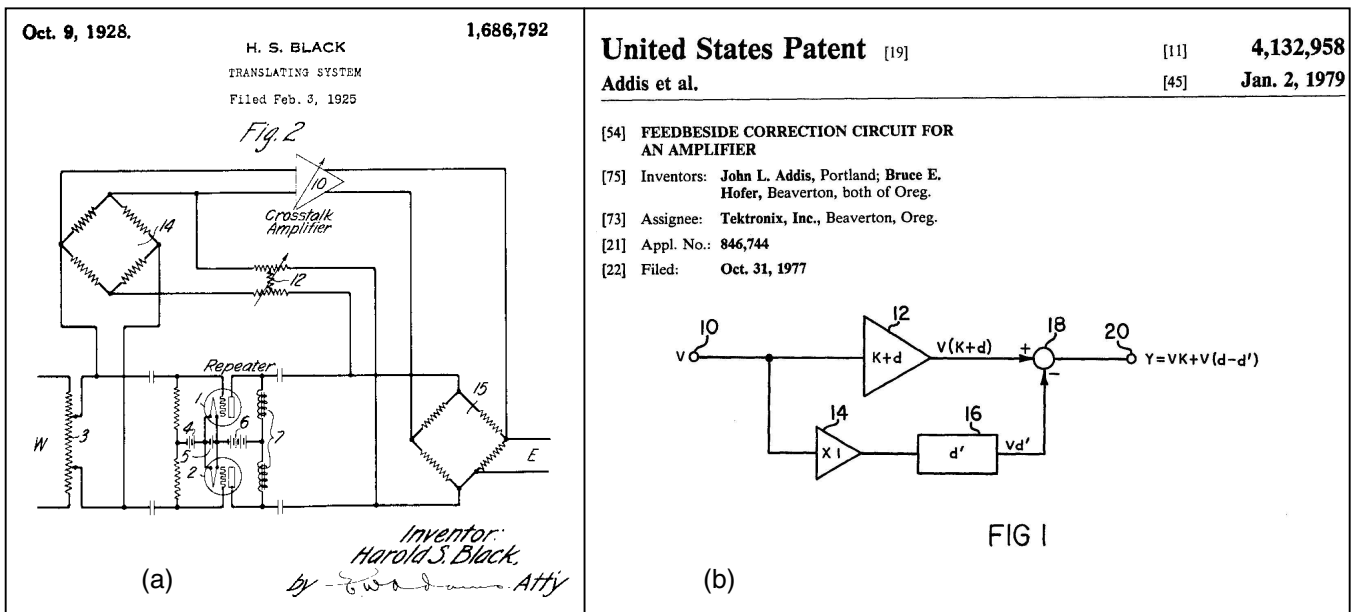 Oct. 9, 1928.
1,686,792
H. S. BLACK
TRANSLATING SYSTEM
Filed Feb. 3, 1925
Fig. 2
10
Crosstalk
Amplifier
14
12
Repeater
1
15
4
6
W
3
7
5
E
2
Inventor:
Harold S. Black,
by Atty
(a)
United States Patent [19]
[11] 4,132,958
Addis et al.
[45] Jan. 2, 1979
[54] FEEDBESIDE CORRECTION CIRCUIT FOR
AN AMPLIFIER
[75] Inventors: John L. Addis, Portland; Bruce E.
Hofer, Beaverton, both of Oreg.
[73] Assignee: Tektronix, Inc., Beaverton, Oreg.
[21] Appl. No.: 846,744
[22] Filed: Oct. 31, 1977
10
12
18
20
V
K+d
V(K+d)
+
−
Y=VK+V(d-d')
14
16
X1
d'
Vd'
FIG 1
(b)